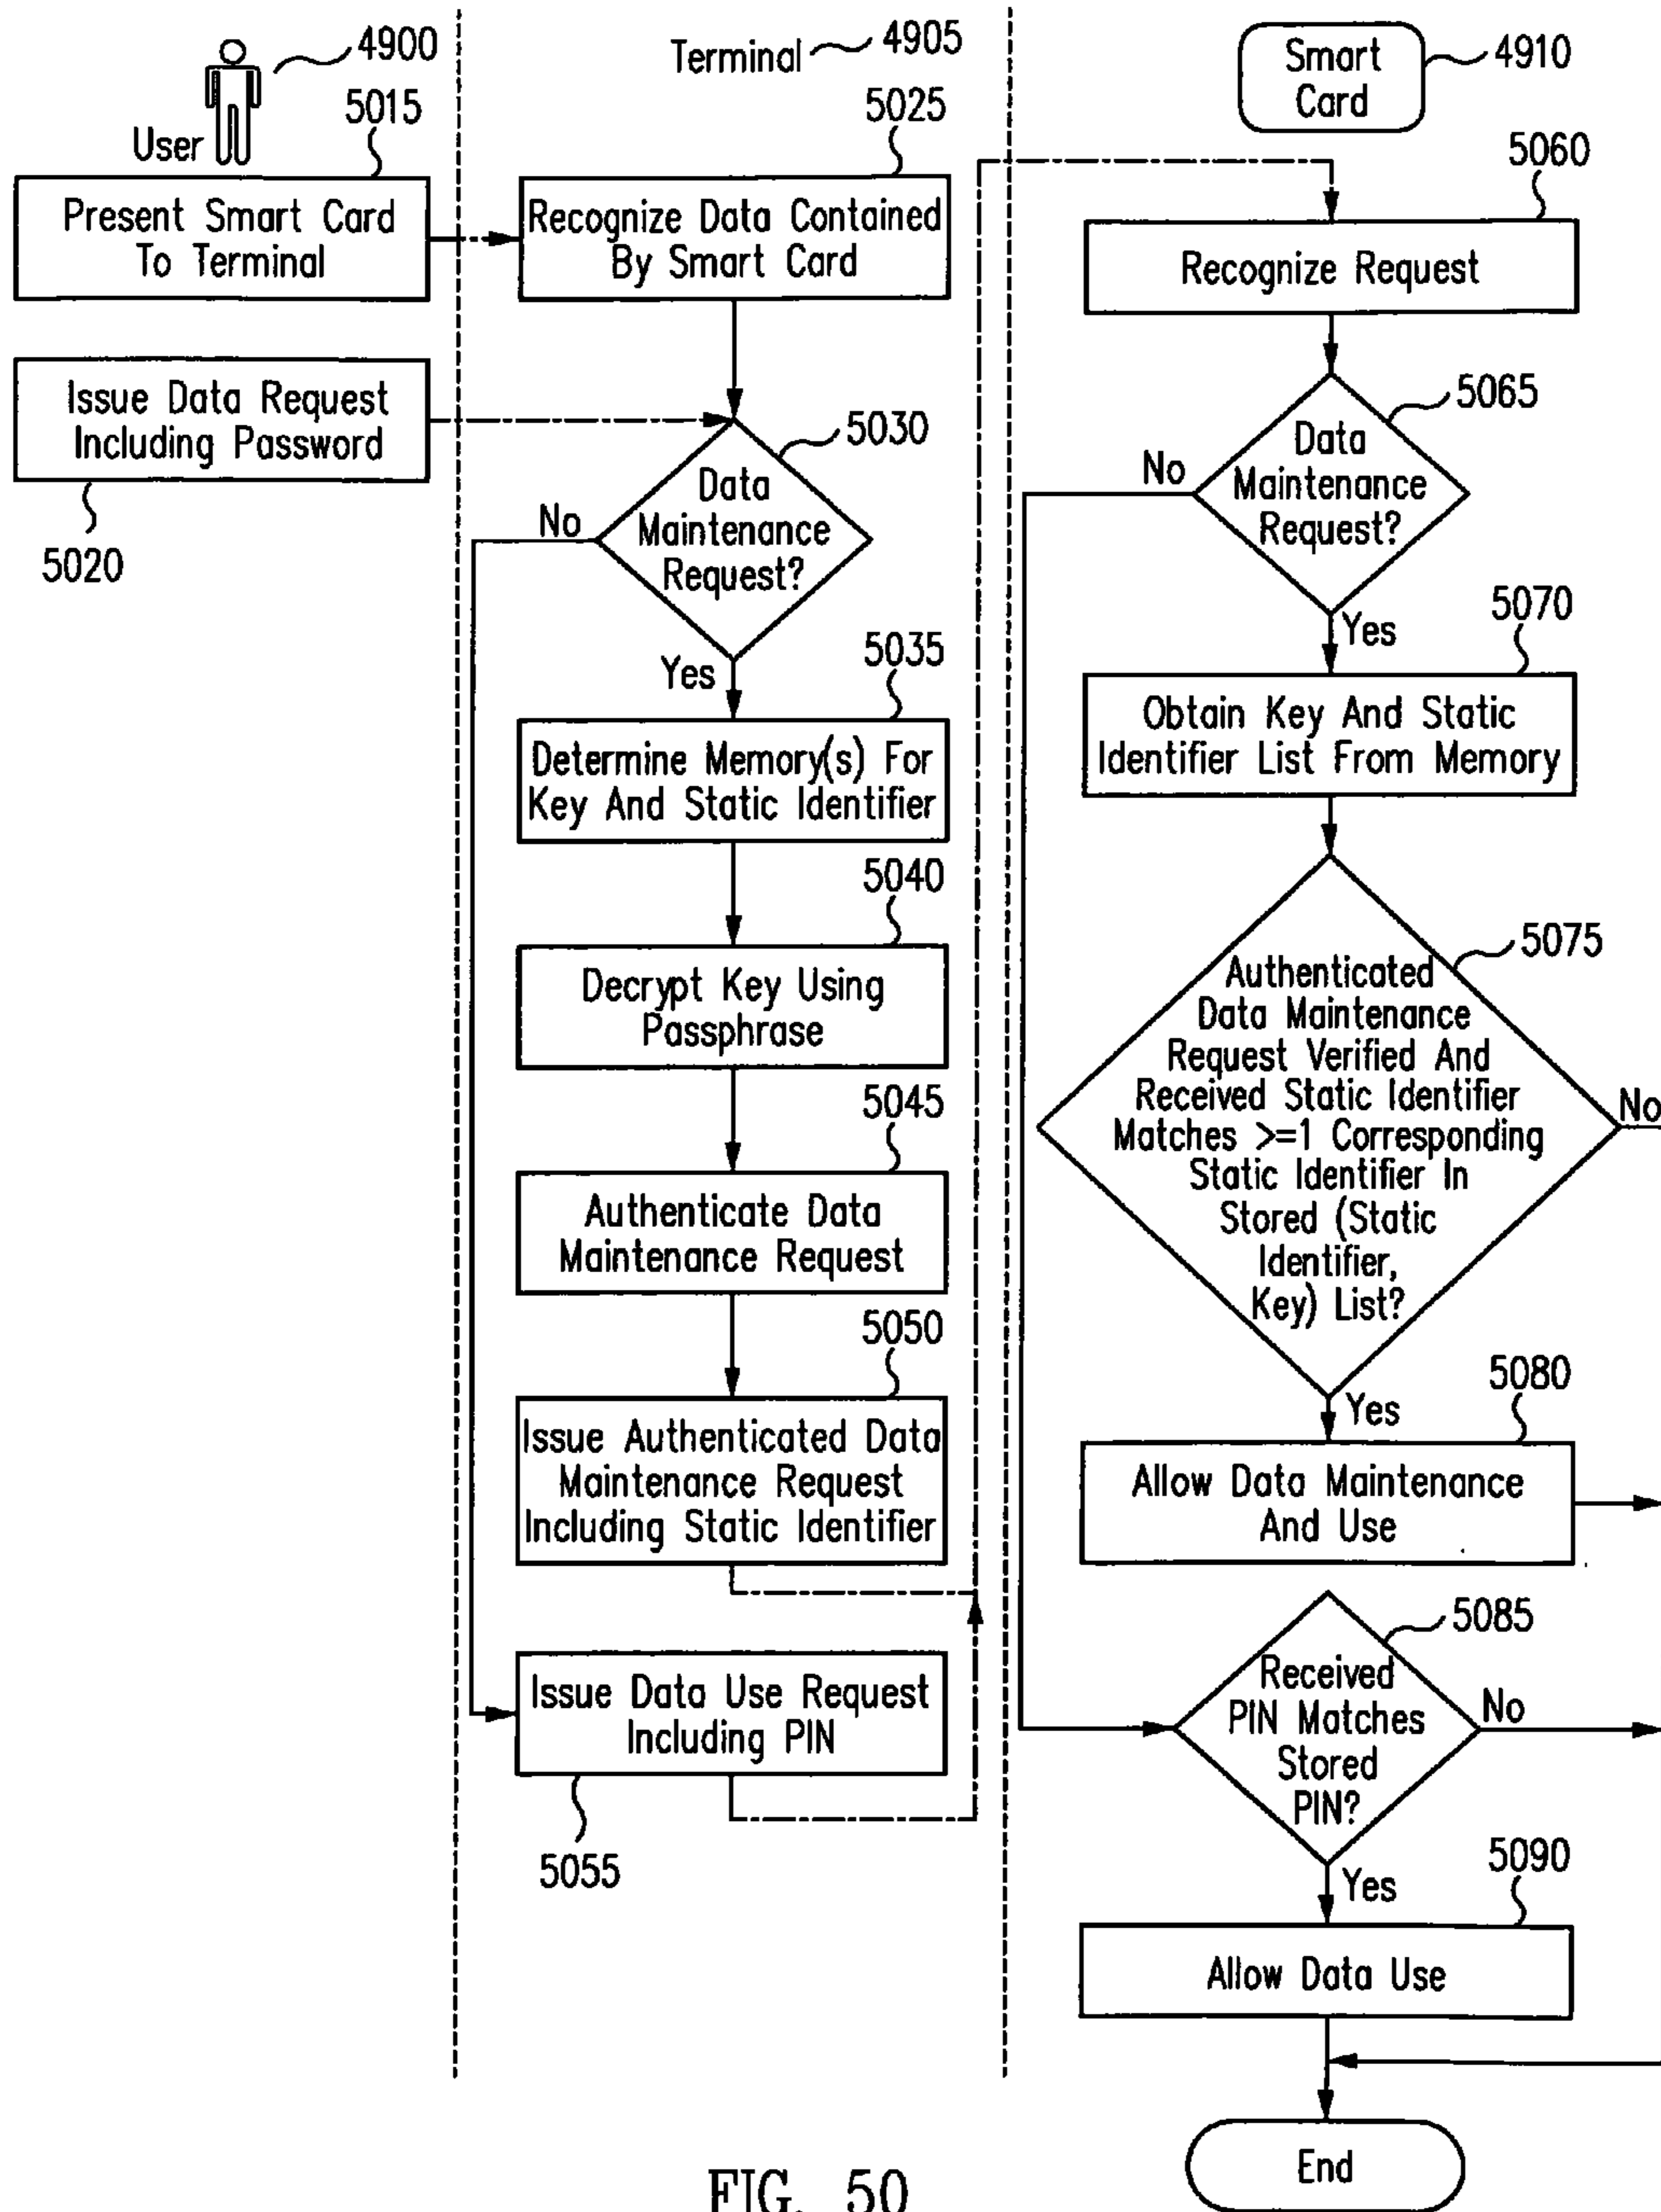 4900
User
5015
Present Smart Card
To Terminal
Issue Data Request
Including Password
5020
Terminal
4905
5025
Recognize Data Contained
By Smart Card
5030
Data
Maintenance
Request?
No
Yes
5035
Determine Memory(s) For
Key And Static Identifier
5040
Decrypt Key Using
Passphrase
5045
Authenticate Data
Maintenance Request
5050
Issue Authenticated Data
Maintenance Request
Including Static Identifier
Issue Data Use Request
Including PIN
5055
Smart
Card
4910
5060
Recognize Request
5065
Data
Maintenance
Request?
No
Yes
5070
Obtain Key And Static
Identifier List From Memory
5075
Authenticated
Data Maintenance
Request Verified And
Received Static Identifier
Matches >=1 Corresponding
Static Identifier In
Stored (Static
Identifier,
Key) List?
No
Yes
5080
Allow Data Maintenance
And Use
5085
Received
PIN Matches
Stored
PIN?
No
Yes
5090
Allow Data Use
End
FIG. 50